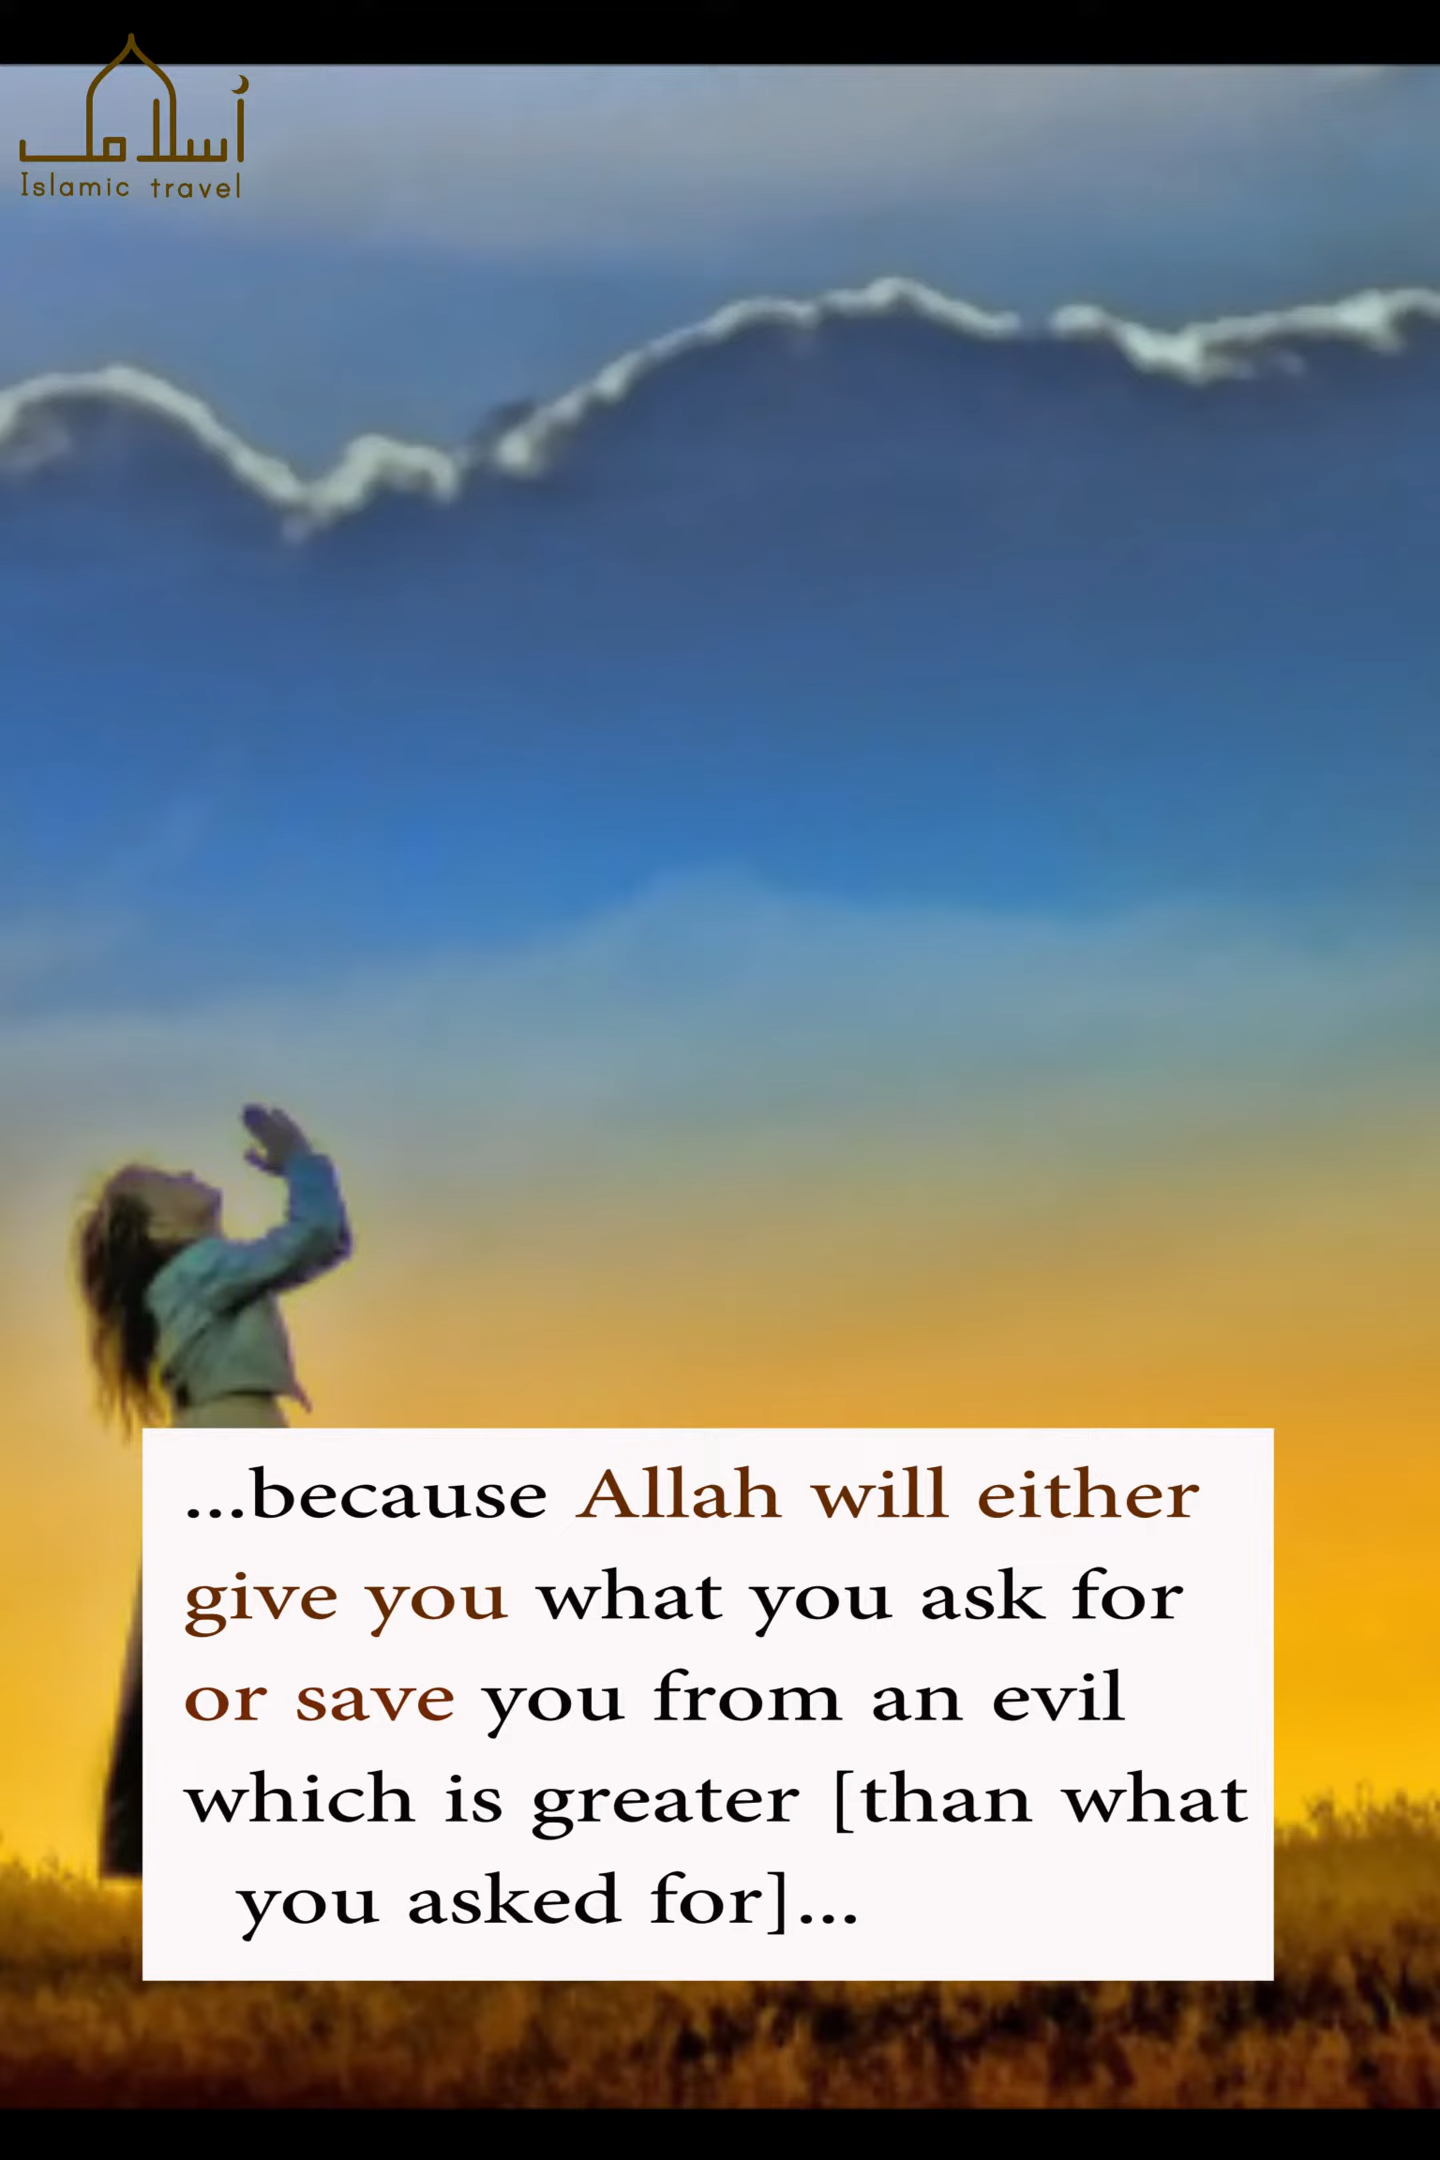 أسلامـ
Islamic travel
...because Allah will either
give you what you ask for
or save you from an evil
which is greater [than what
you asked for]...